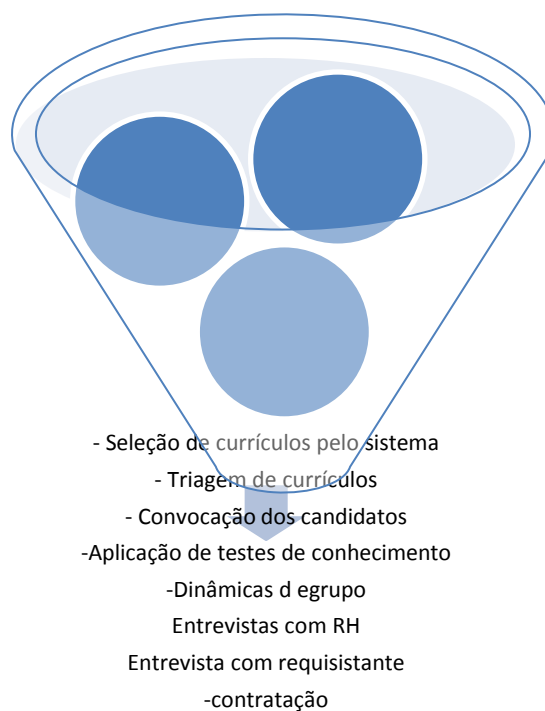 - Seleção de currículos pelo sistema
- Triagem de currículos
- Convocação dos candidatos
-Aplicação de testes de conhecimento
-Dinâmicas d egrupo
Entrevistas com RH
Entrevista com requisistante
-contratação